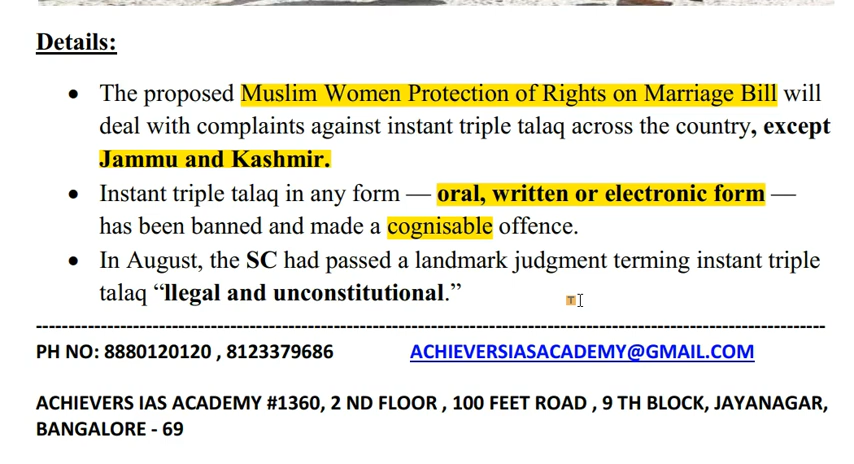 Details:
• The proposed Muslim Women Protection of Rights on Marriage Bill will
deal with complaints against instant triple talaq across the country, except
Jammu and Kashmir.
• Instant triple talaq in any form — oral, written or electronic form —
has been banned and made a cognisable offence.
• In August, the SC had passed a landmark judgment terming instant triple
talaq “llegal and unconstitutional.”
T
--------------------------------------------------------------------------------------------------------------------------
PH NO: 8880120120 , 8123379686 ACHIEVERSIASACADEMY@GMAIL.COM
ACHIEVERS IAS ACADEMY #1360, 2 ND FLOOR , 100 FEET ROAD , 9 TH BLOCK, JAYANAGAR,
BANGALORE - 69